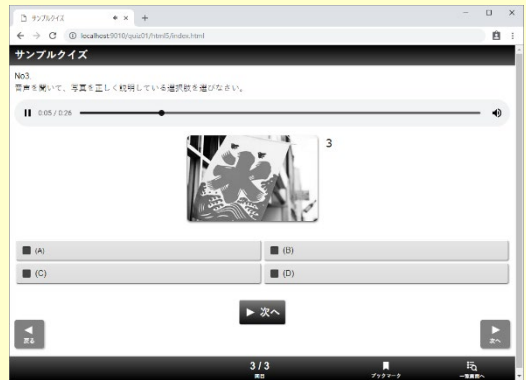 サンプルクイズ
localhost:9010/quiz01/html5/index.html
サンプルクイズ
No3.
音声を聞いて、写真を正しく説明している選択肢を選びなさい。
0:05 / 0:26
3
(A)
(B)
(C)
(D)
▶ 次へ
戻る
次へ
3 / 3
問目
ブックマーク
一覧画面へ